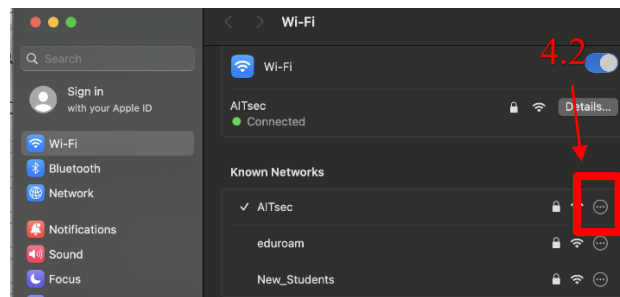 Wi-Fi
4.2
Search
Sign in
with your Apple ID
Wi-Fi
Bluetooth
Network
Notifications
Sound
Focus
Wi-Fi
AITsec
Connected
Details...
Known Networks
AITsec
eduroam
New_Students